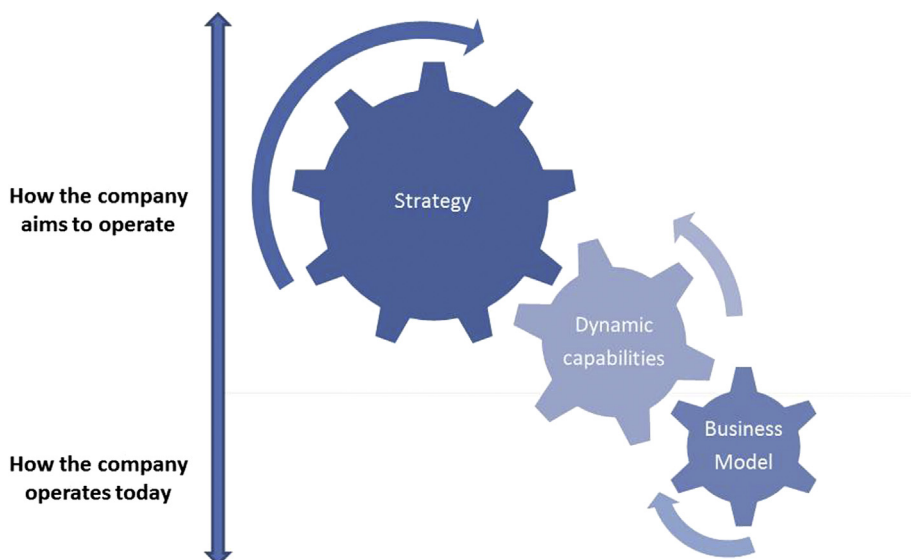 How the company
aims to operate
Strategy
Dynamic
capabilities
Business
Model
How the company
operates today